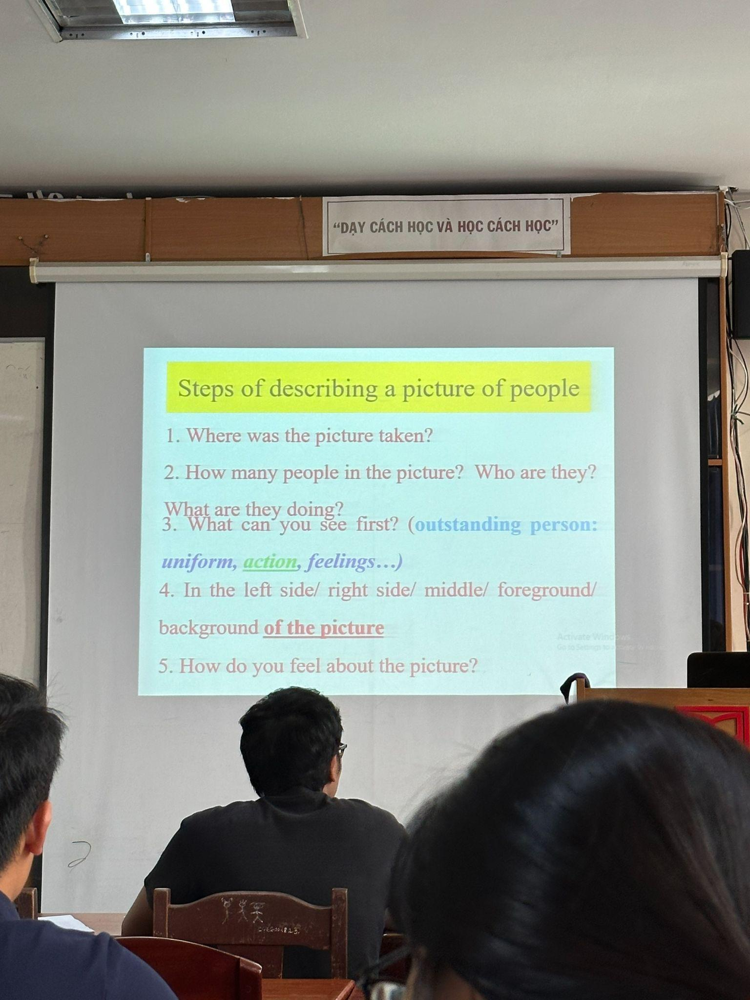 “DẠY CÁCH HỌC VÀ HỌC CÁCH HỌC”
Steps of describing a picture of people
1. Where was the picture taken?
2. How many people in the picture? Who are they?
What are they doing?
3. What can you see first? (outstanding person:
uniform, action, feelings…)
4. In the left side/ right side/ middle/ foreground/
background of the picture
5. How do you feel about the picture?
Activate Windows
Go to Settings to